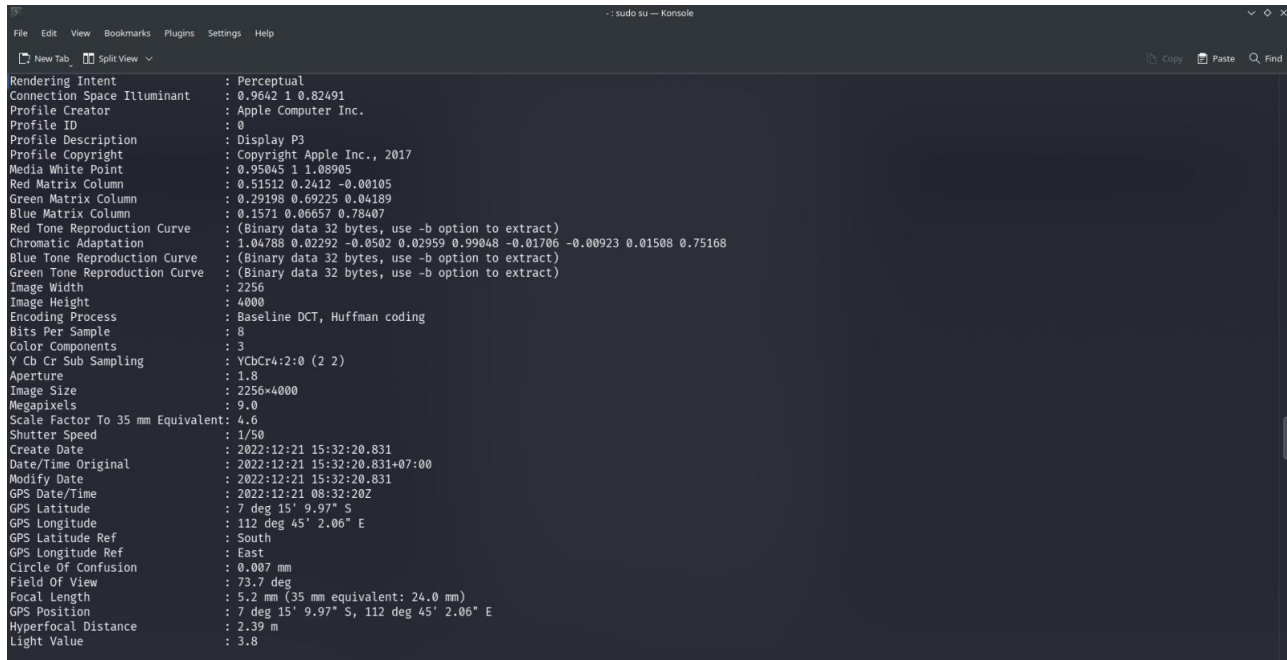 - : sudo su — Konsole
File Edit View Bookmarks Plugins Settings Help
New Tab Split View Copy Paste Find
Rendering Intent : Perceptual
Connection Space Illuminant : 0.9642 1 0.82491
Profile Creator : Apple Computer Inc.
Profile ID : 0
Profile Description : Display P3
Profile Copyright : Copyright Apple Inc., 2017
Media White Point : 0.95045 1 1.08905
Red Matrix Column : 0.51512 0.2412 -0.00105
Green Matrix Column : 0.29198 0.69225 0.04189
Blue Matrix Column : 0.1571 0.06657 0.78407
Red Tone Reproduction Curve : (Binary data 32 bytes, use -b option to extract)
Chromatic Adaptation : 1.04788 0.02292 -0.0502 0.02959 0.99048 -0.01706 -0.00923 0.01508 0.75168
Blue Tone Reproduction Curve : (Binary data 32 bytes, use -b option to extract)
Green Tone Reproduction Curve : (Binary data 32 bytes, use -b option to extract)
Image Width : 2256
Image Height : 4000
Encoding Process : Baseline DCT, Huffman coding
Bits Per Sample : 8
Color Components : 3
Y Cb Cr Sub Sampling : YCbCr4:2:0 (2 2)
Aperture : 1.8
Image Size : 2256×4000
Megapixels : 9.0
Scale Factor To 35 mm Equivalent: 4.6
Shutter Speed : 1/50
Create Date : 2022:12:21 15:32:20.831
Date/Time Original : 2022:12:21 15:32:20.831+07:00
Modify Date : 2022:12:21 15:32:20.831
GPS Date/Time : 2022:12:21 08:32:20Z
GPS Latitude : 7 deg 15' 9.97" S
GPS Longitude : 112 deg 45' 2.06" E
GPS Latitude Ref : South
GPS Longitude Ref : East
Circle Of Confusion : 0.007 mm
Field Of View : 73.7 deg
Focal Length : 5.2 mm (35 mm equivalent: 24.0 mm)
GPS Position : 7 deg 15' 9.97" S, 112 deg 45' 2.06" E
Hyperfocal Distance : 2.39 m
Light Value : 3.8